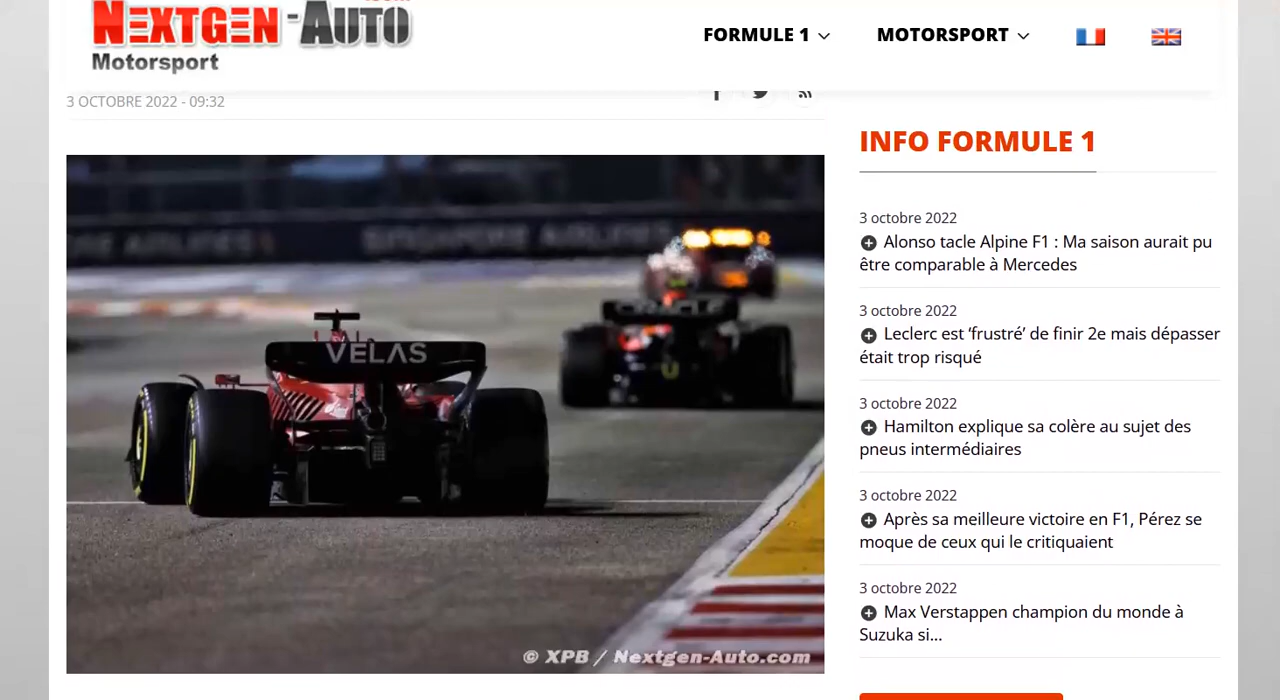 NEXTGEN-AUTO
Motorsport
FORMULE 1
MOTORSPORT
3 OCTOBRE 2022 - 09:32
SINGAPORE AIRLINES
ORACLE
VELAS
© XPB / Nextgen-Auto.com
INFO FORMULE 1
3 octobre 2022
Alonso tacle Alpine F1 : Ma saison aurait pu
être comparable à Mercedes
3 octobre 2022
Leclerc est ‘frustré’ de finir 2e mais dépasser
était trop risqué
3 octobre 2022
Hamilton explique sa colère au sujet des
pneus intermédiaires
3 octobre 2022
Après sa meilleure victoire en F1, Pérez se
moque de ceux qui le critiquaient
3 octobre 2022
Max Verstappen champion du monde à
Suzuka si...